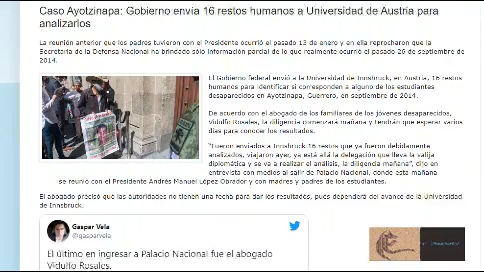 Caso Ayotzinapa: Gobierno envía 16 restos humanos a Universidad de Austria para
analizarlos
La reunión anterior que los padres tuvieron con el Presidente ocurrió el pasado 13 de enero y en ella reprocharon que la
Secretaría de la Defensa Nacional ha brindado sólo información parcial de lo que realmente ocurrió el pasado 26 de septiembre de
2014.
El Gobierno federal envió a la Universidad de Innsbruck, en Austria, 16 restos
humanos para identificar si corresponden a alguno de los estudiantes
desaparecidos en Ayotzinapa, Guerrero, en septiembre de 2014.
De acuerdo con el abogado de los familiares de los jóvenes desaparecidos,
Vidulfo Rosales, la diligencia comenzará mañana y tendrán que esperar varios
días para conocer los resultados.
"Fueron enviados a Innsbruck 16 restos que ya fueron debidamente
analizados, viajaron ayer, ya está allá la delegación que lleva la valija
diplomática y se va a realizar el análisis, la diligencia mañana", dijo en
entrevista con medios al salir de Palacio Nacional, donde esta mañana
se reunió con el Presidente Andrés Manuel López Obrador y con madres y padres de los estudiantes.
El abogado precisó que las autoridades no tienen una fecha para dar los resultados, pues dependerá del avance de la Universidad
de Innsbruck.
Gaspar Vela
@gasparvela
El último en ingresar a Palacio Nacional fue el abogado
Vidulfo Rosales.